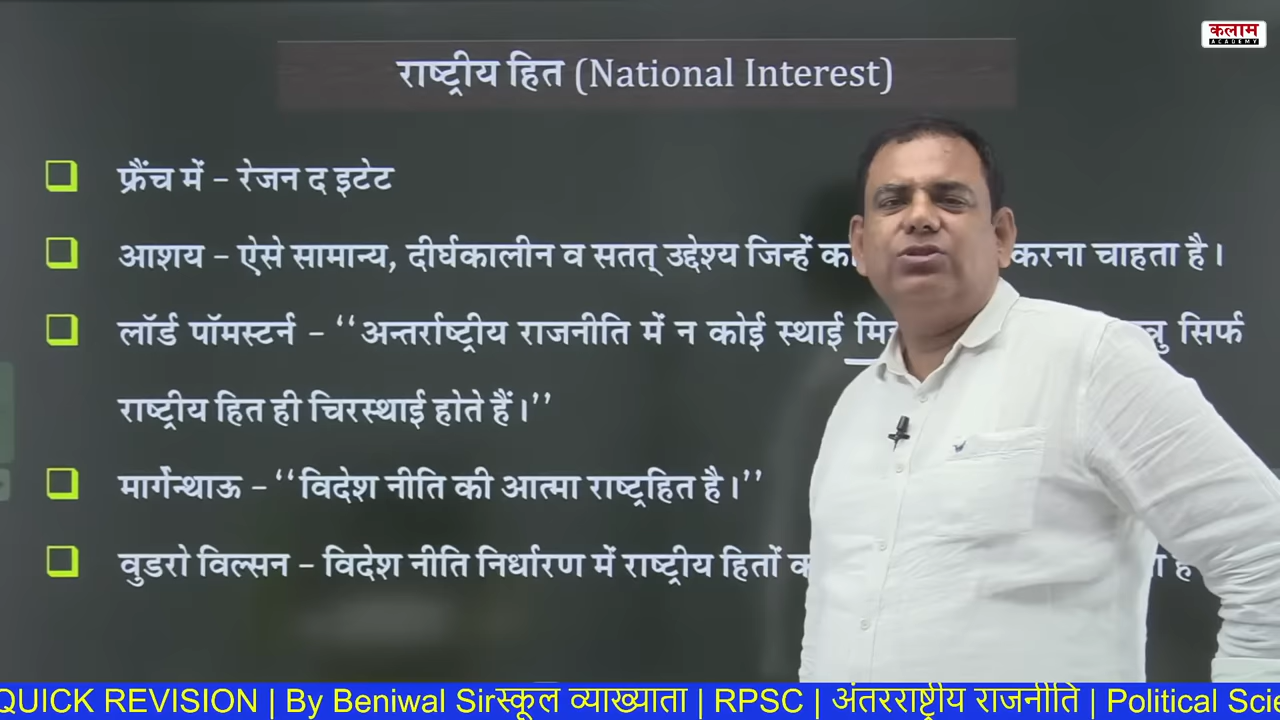 कलाम
ACADEMY
राष्ट्रीय हित (National Interest)
फ्रैंच में – रेजन द इटेट
आशय – ऐसे सामान्य, दीर्घकालीन व सतत् उद्देश्य जिन्हें करना चाहता है।
लॉर्ड पॉमस्टर्न – ‘‘अन्तर्राष्ट्रीय राजनीति में न कोई स्थाई सिर्फ
राष्ट्रीय हित ही चिरस्थाई होते हैं।’’
मार्गेन्थाऊ – ‘‘विदेश नीति की आत्मा राष्ट्रहित है।’’
वुडरो विल्सन – विदेश नीति निर्धारण में राष्ट्रीय हितों
QUICK REVISION | By Beniwal Sirस्कूल व्याख्याता | RPSC | अंतरराष्ट्रीय राजनीति | Political